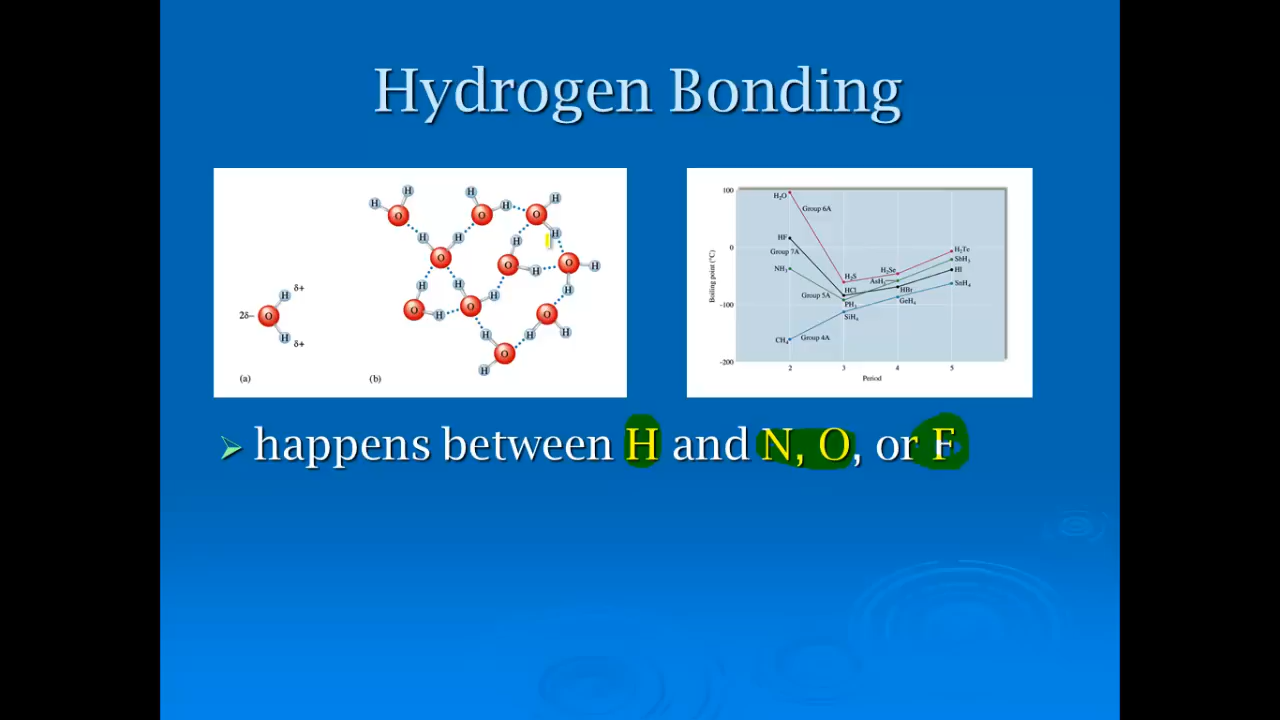 Hydrogen Bonding
H
H
O
H
H
O
H
H
O
H
H
O
H
H
O
H
O
H
H
O
H
H
O
H
H
O
H
O
H
H
H
O
H
2δ–
O
H
δ+
H
δ+
(a)
(b)
100
0
-100
-200
Boiling point (°C)
H₂O
Group 6A
HF
Group 7A
NH₃
Group 5A
CH₄
Group 4A
H₂S
HCl
PH₃
SiH₄
H₂Se
AsH₃
HBr
GeH₄
H₂Te
SbH₃
HI
SnH₄
2 3 4 5
Period
happens between H and N, O, or F